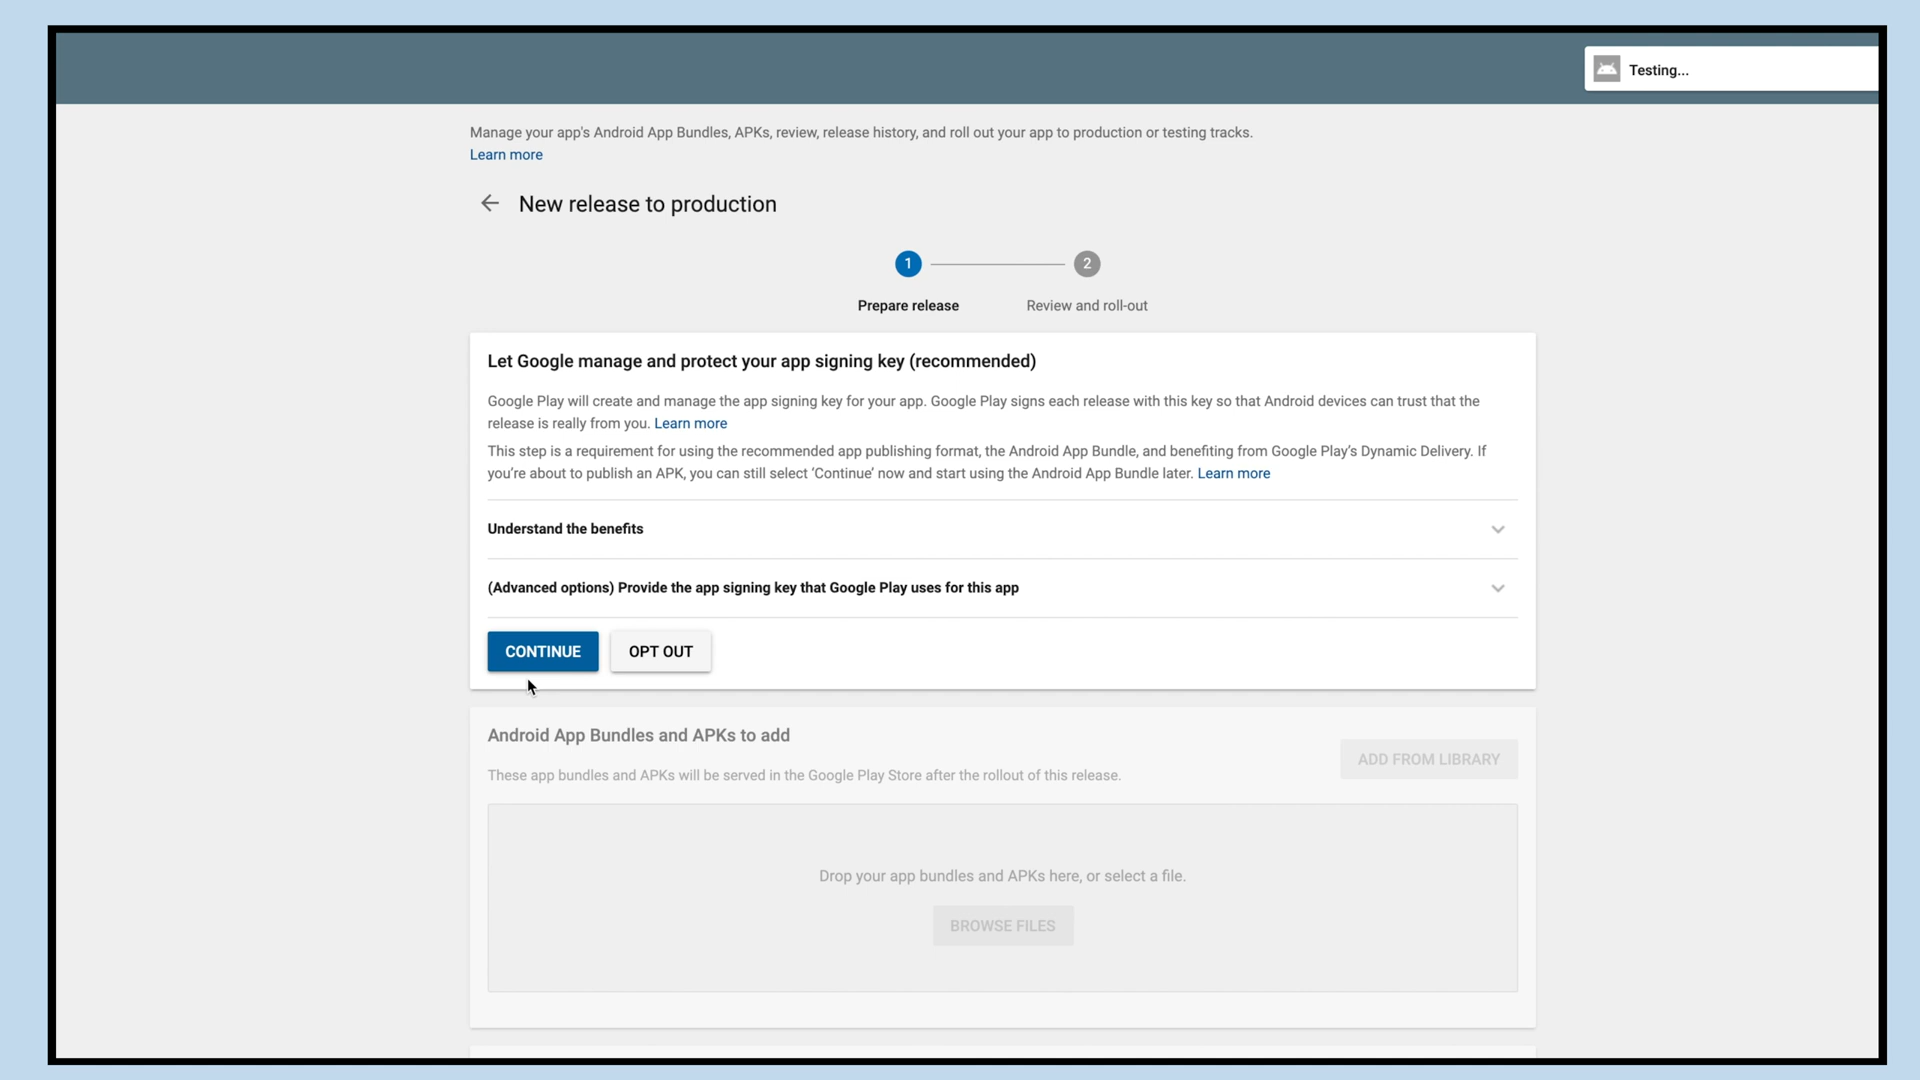 Testing...
Manage your app's Android App Bundles, APKs, review, release history, and roll out your app to production or testing tracks.
Learn more
New release to production
1
2
Prepare release
Review and roll-out
Let Google manage and protect your app signing key (recommended)
Google Play will create and manage the app signing key for your app. Google Play signs each release with this key so that Android devices can trust that the
release is really from you. Learn more
This step is a requirement for using the recommended app publishing format, the Android App Bundle, and benefiting from Google Play’s Dynamic Delivery. If
you’re about to publish an APK, you can still select ‘Continue’ now and start using the Android App Bundle later. Learn more
Understand the benefits
(Advanced options) Provide the app signing key that Google Play uses for this app
CONTINUE
OPT OUT
Android App Bundles and APKs to add
ADD FROM LIBRARY
These app bundles and APKs will be served in the Google Play Store after the rollout of this release.
Drop your app bundles and APKs here, or select a file.
BROWSE FILES